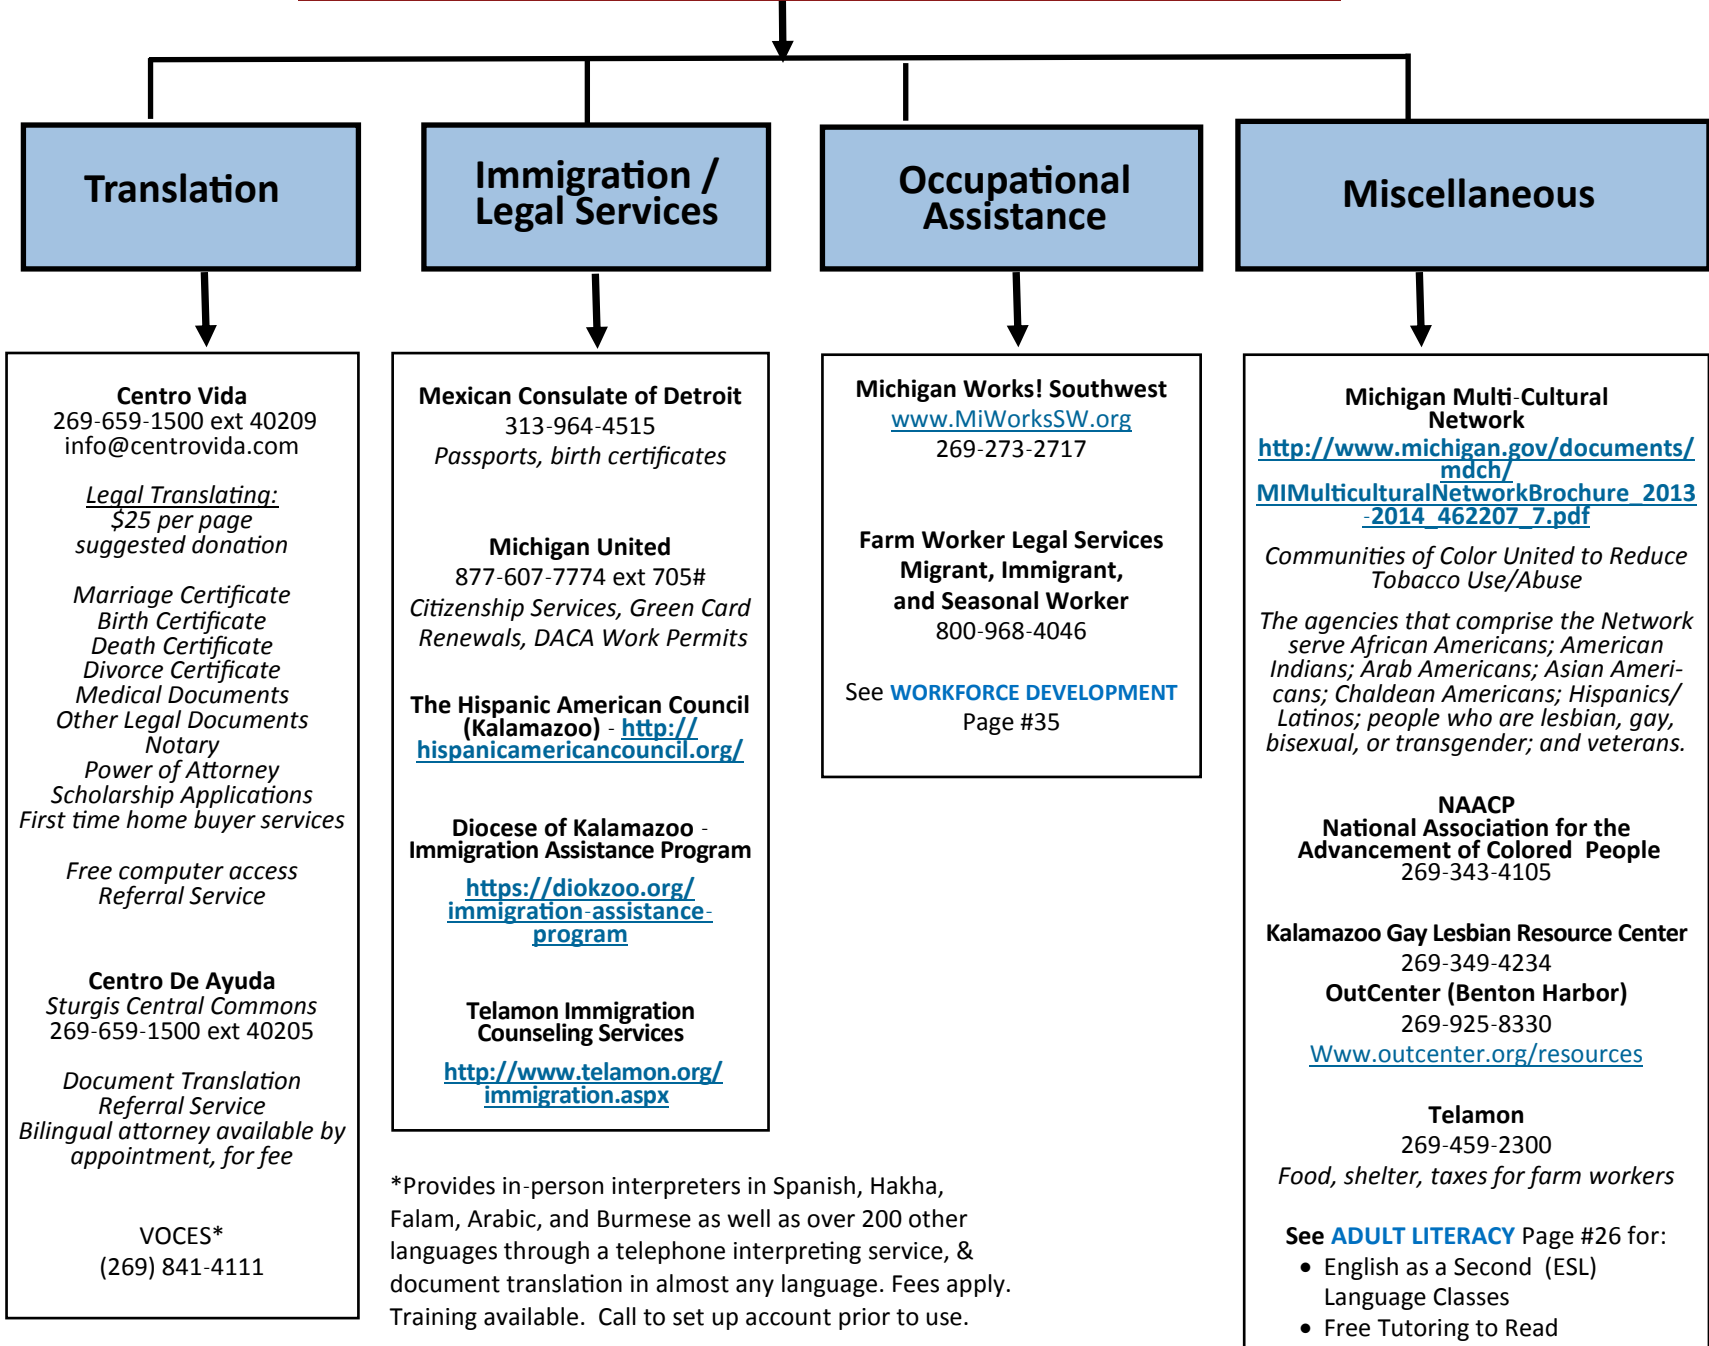 Translation
Immigration /
Legal Services
Occupational
Assistance
Miscellaneous
Centro Vida
269-659-1500 ext 40209
info@centrovida.com
Legal Translating:
$25 per page
suggested donation
Marriage Certificate
Birth Certificate
Death Certificate
Divorce Certificate
Medical Documents
Other Legal Documents
Notary
Power of Attorney
Scholarship Applications
First time home buyer services
Free computer access
Referral Service
Centro De Ayuda
Sturgis Central Commons
269-659-1500 ext 40205
Document Translation
Referral Service
Bilingual attorney available by
appointment, for fee
VOCES*
(269) 841-4111
Mexican Consulate of Detroit
313-964-4515
Passports, birth certificates
Michigan United
877-607-7774 ext 705#
Citizenship Services, Green Card
Renewals, DACA Work Permits
The Hispanic American Council
(Kalamazoo) - http://
hispanicamericancouncil.org/
Diocese of Kalamazoo -
Immigration Assistance Program
https://diokzoo.org/
immigration-assistance-
program
Telamon Immigration
Counseling Services
http://www.telamon.org/
immigration.aspx
*Provides in-person interpreters in Spanish, Hakha,
Falam, Arabic, and Burmese as well as over 200 other
languages through a telephone interpreting service, &
document translation in almost any language. Fees apply.
Training available.  Call to set up account prior to use.
Michigan Works! Southwest
www.MiWorksSW.org
269-273-2717
Farm Worker Legal Services
Migrant, Immigrant,
and Seasonal Worker
800-968-4046
See WORKFORCE DEVELOPMENT
Page #35
Michigan Multi-Cultural
Network
http://www.michigan.gov/documents/
mdch/
MIMulticulturalNetworkBrochure_2013
-2014_462207_7.pdf
Communities of Color United to Reduce
Tobacco Use/Abuse
The agencies that comprise the Network
serve African Americans; American
Indians; Arab Americans; Asian Ameri-
cans; Chaldean Americans; Hispanics/
Latinos; people who are lesbian, gay,
bisexual, or transgender; and veterans.
NAACP
National Association for the
Advancement of Colored  People
269-343-4105
Kalamazoo Gay Lesbian Resource Center
269-349-4234
OutCenter (Benton Harbor)
269-925-8330
Www.outcenter.org/resources
Telamon
269-459-2300
Food, shelter, taxes for farm workers
See ADULT LITERACY Page #26 for:
• English as a Second  (ESL)
Language Classes
• Free Tutoring to Read